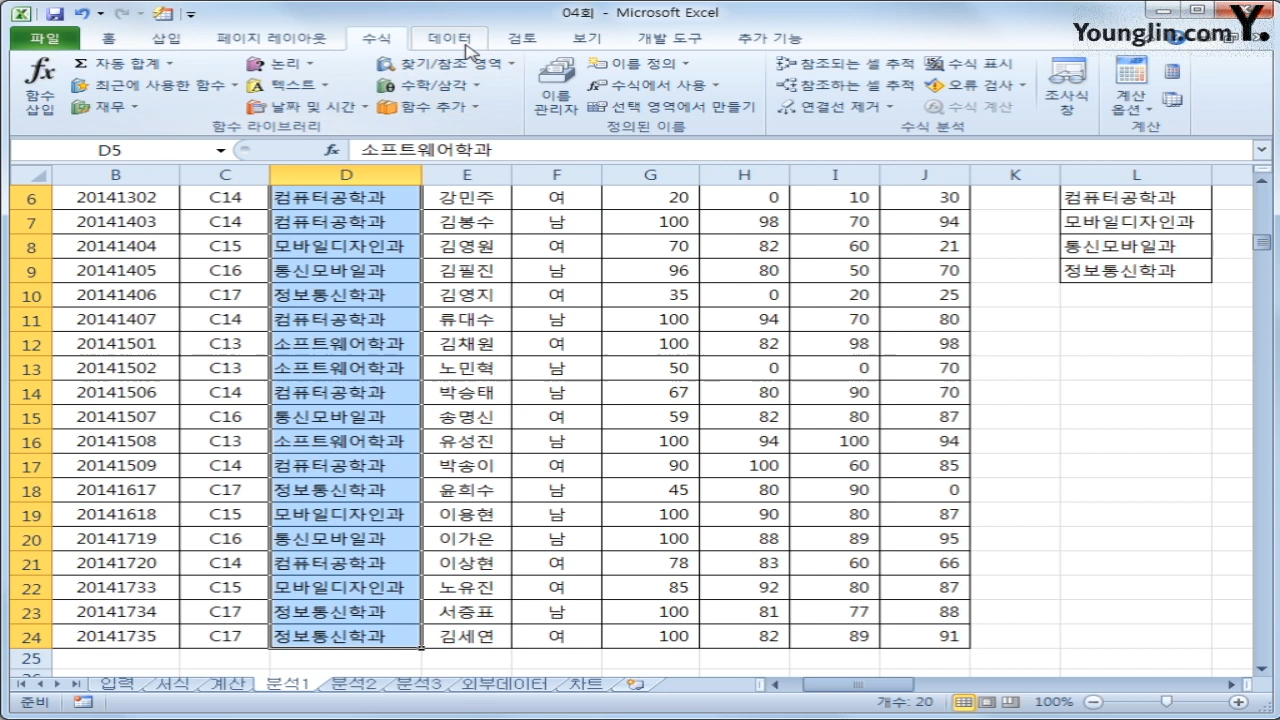 04회 - Microsoft Excel
Younglin.com Y.
파일 홈 삽입 페이지 레이아웃 수식 데이터 검토 보기 개발 도구 추가 기능
fx 함수 삽입
Σ 자동 합계
최근에 사용한 함수
재무
논리
텍스트
날짜 및 시간
찾기/참조 영역
수학/삼각
함수 추가
함수 라이브러리
이름 관리자
이름 정의
수식에서 사용
선택 영역에서 만들기
정의된 이름
참조되는 셀 추적
참조하는 셀 추적
연결선 제거
수식 표시
오류 검사
수식 계산
수식 분석
조사식 창
계산 옵션
계산
D5 fx 소프트웨어학과
B C D E F G H I J K L
6 20141302 C14 컴퓨터공학과 강민주 여 20 0 10 30 컴퓨터공학과
7 20141403 C14 컴퓨터공학과 김봉수 남 100 98 70 94 모바일디자인과
8 20141404 C15 모바일디자인과 김영원 여 70 82 60 21 통신모바일과
9 20141405 C16 통신모바일과 김필진 남 96 80 50 70 정보통신학과
10 20141406 C17 정보통신학과 김영지 여 35 0 20 25
11 20141407 C14 컴퓨터공학과 류대수 남 100 94 70 80
12 20141501 C13 소프트웨어학과 김채원 여 100 82 98 98
13 20141502 C13 소프트웨어학과 노민혁 남 50 0 0 70
14 20141506 C14 컴퓨터공학과 박승태 남 67 80 90 70
15 20141507 C16 통신모바일과 송명신 여 59 82 80 87
16 20141508 C13 소프트웨어학과 유성진 남 100 94 100 94
17 20141509 C14 컴퓨터공학과 박송이 여 90 100 60 85
18 20141617 C17 정보통신학과 윤희수 남 45 80 90 0
19 20141618 C15 모바일디자인과 이용현 남 100 90 80 87
20 20141719 C16 통신모바일과 이가은 남 100 88 89 95
21 20141720 C14 컴퓨터공학과 이상현 여 78 83 60 66
22 20141733 C15 모바일디자인과 노유진 여 85 92 80 87
23 20141734 C17 정보통신학과 서증표 남 100 81 77 88
24 20141735 C17 정보통신학과 김세연 여 100 82 89 91
25
입력 서식 계산 분석1 분석2 분석3 외부데이터 차트
준비 개수: 20 100%